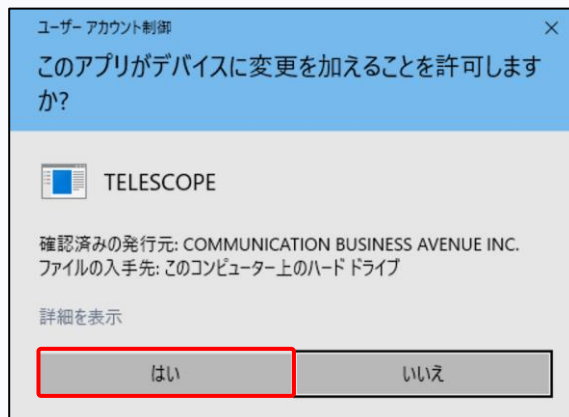 ユーザー アカウント制御
このアプリがデバイスに変更を加えることを許可します
か?
TELESCOPE
確認済みの発行元: COMMUNICATION BUSINESS AVENUE INC.
ファイルの入手先: このコンピューター上のハード ドライブ
詳細を表示
はい
いいえ